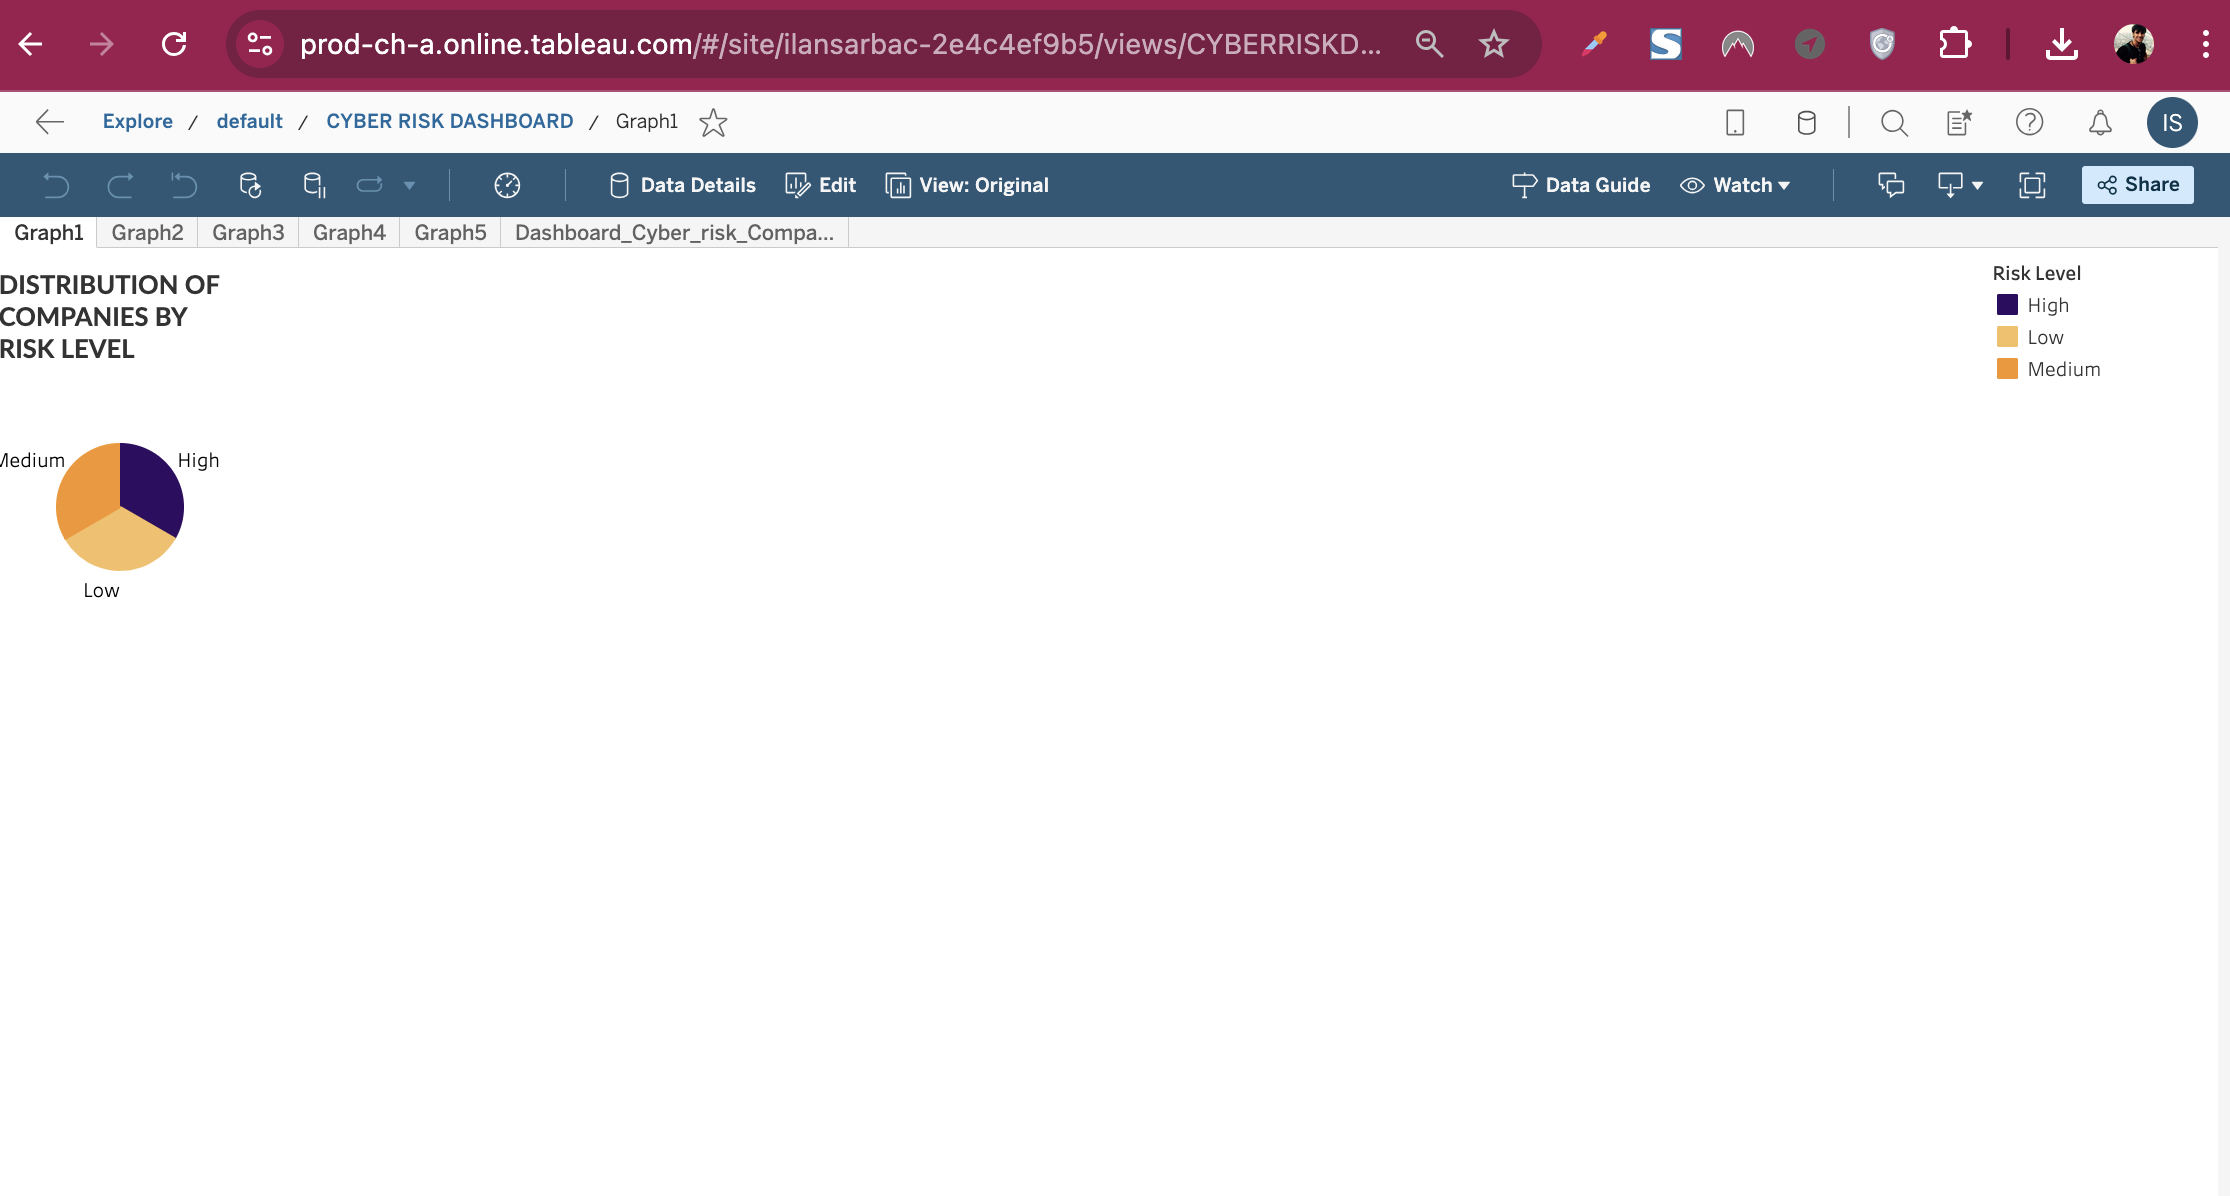 prod-ch-a.online.tableau.com/#/site/ilansarbac-2e4c4ef9b5/views/CYBERRISKD...
Explore / default / CYBER RISK DASHBOARD / Graph1
IS
Data Details Edit View: Original Data Guide Watch Share
Graph1 Graph2 Graph3 Graph4 Graph5 Dashboard_Cyber_risk_Compa...
DISTRIBUTION OF
COMPANIES BY
RISK LEVEL
Risk Level
High
Low
Medium
Medium High
Low